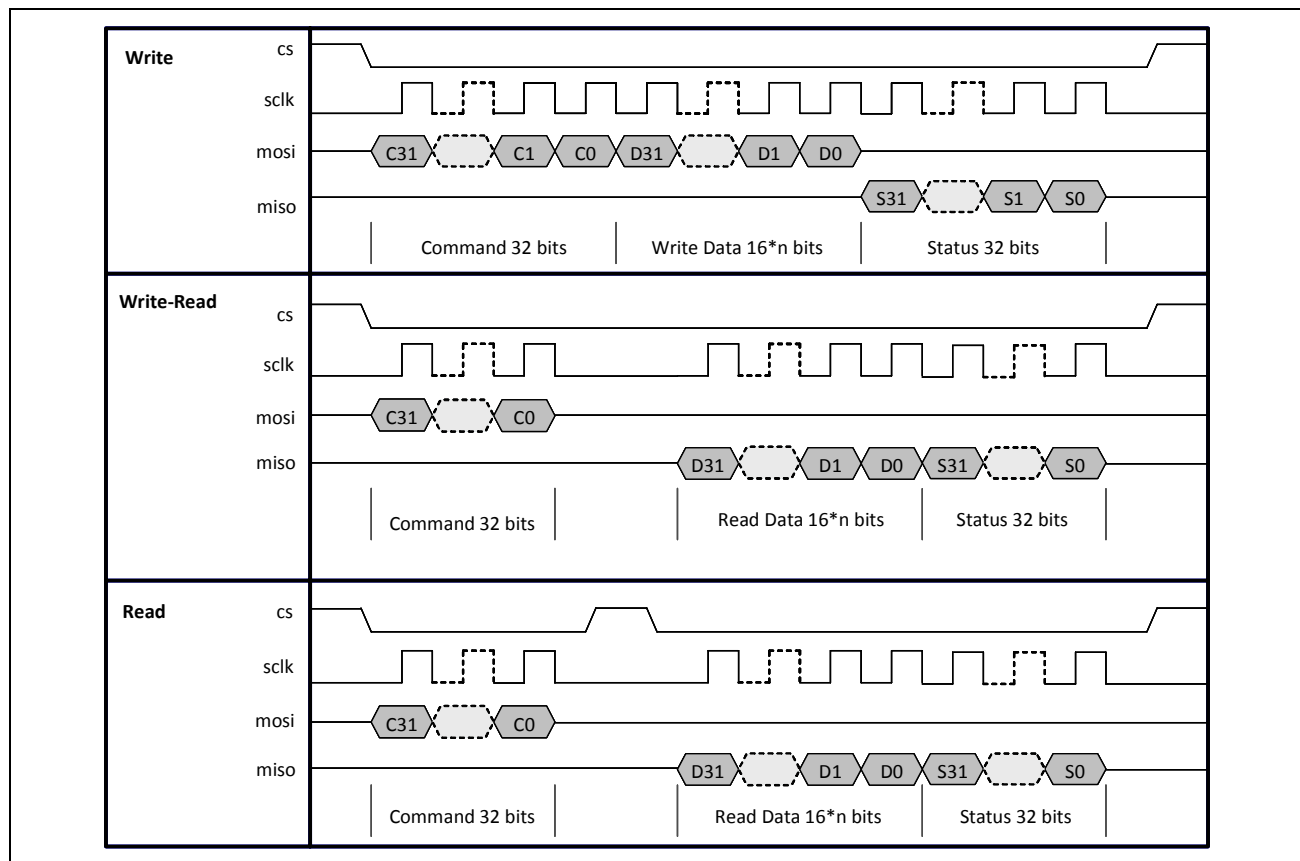 Write
cs
sclk
mosi
C31 C1 C0 D31 D1 D0
miso
S31 S1 S0
Command 32 bits Write Data 16*n bits Status 32 bits
Write-Read
cs
sclk
mosi
C31 C0
miso
D31 D1 D0 S31 S0
Command 32 bits Read Data 16*n bits Status 32 bits
Read
cs
sclk
mosi
C31 C0
miso
D31 D1 D0 S31 S0
Command 32 bits Read Data 16*n bits Status 32 bits